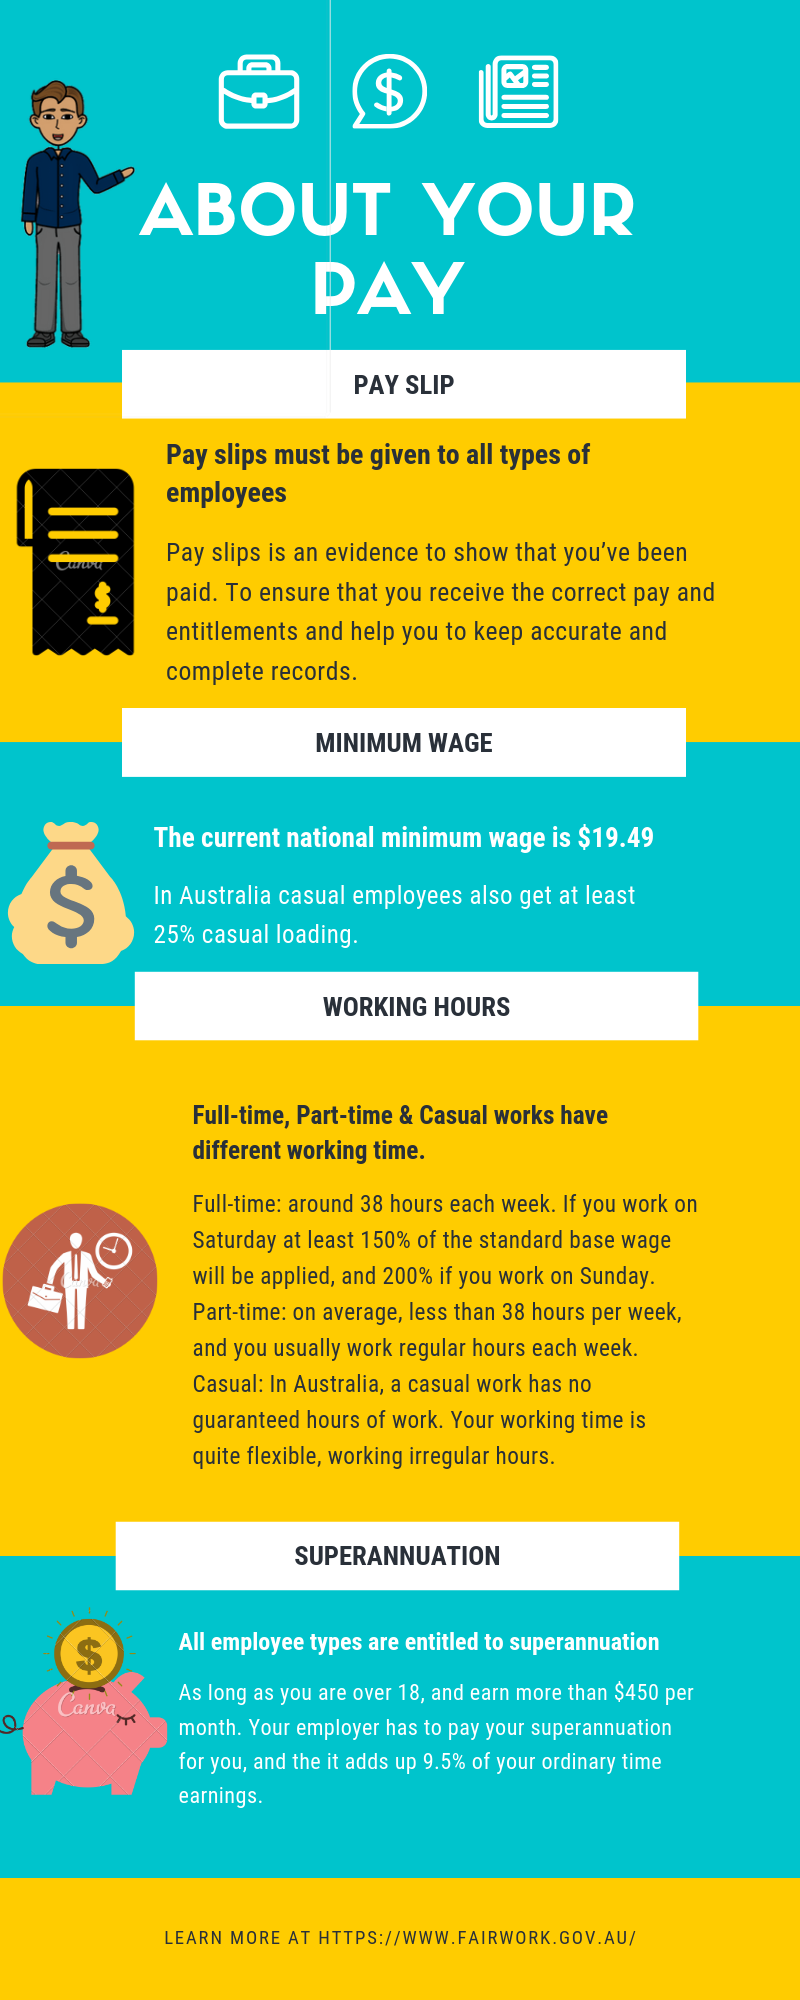 ABOUT YOUR
PAY
PAY SLIP
Pay slips must be given to all types of
employees
Pay slips is an evidence to show that you’ve been
paid. To ensure that you receive the correct pay and
entitlements and help you to keep accurate and
complete records.
Canva
MINIMUM WAGE
The current national minimum wage is $19.49
In Australia casual employees also get at least
25% casual loading.
WORKING HOURS
Full-time, Part-time & Casual works have
different working time.
Full-time: around 38 hours each week. If you work on
Saturday at least 150% of the standard base wage
will be applied, and 200% if you work on Sunday.
Part-time: on average, less than 38 hours per week,
and you usually work regular hours each week.
Casual: In Australia, a casual work has no
guaranteed hours of work. Your working time is
quite flexible, working irregular hours.
Canva
SUPERANNUATION
All employee types are entitled to superannuation
As long as you are over 18, and earn more than $450 per
month. Your employer has to pay your superannuation
for you, and the it adds up 9.5% of your ordinary time
earnings.
Canva
LEARN MORE AT HTTPS://WWW.FAIRWORK.GOV.AU/